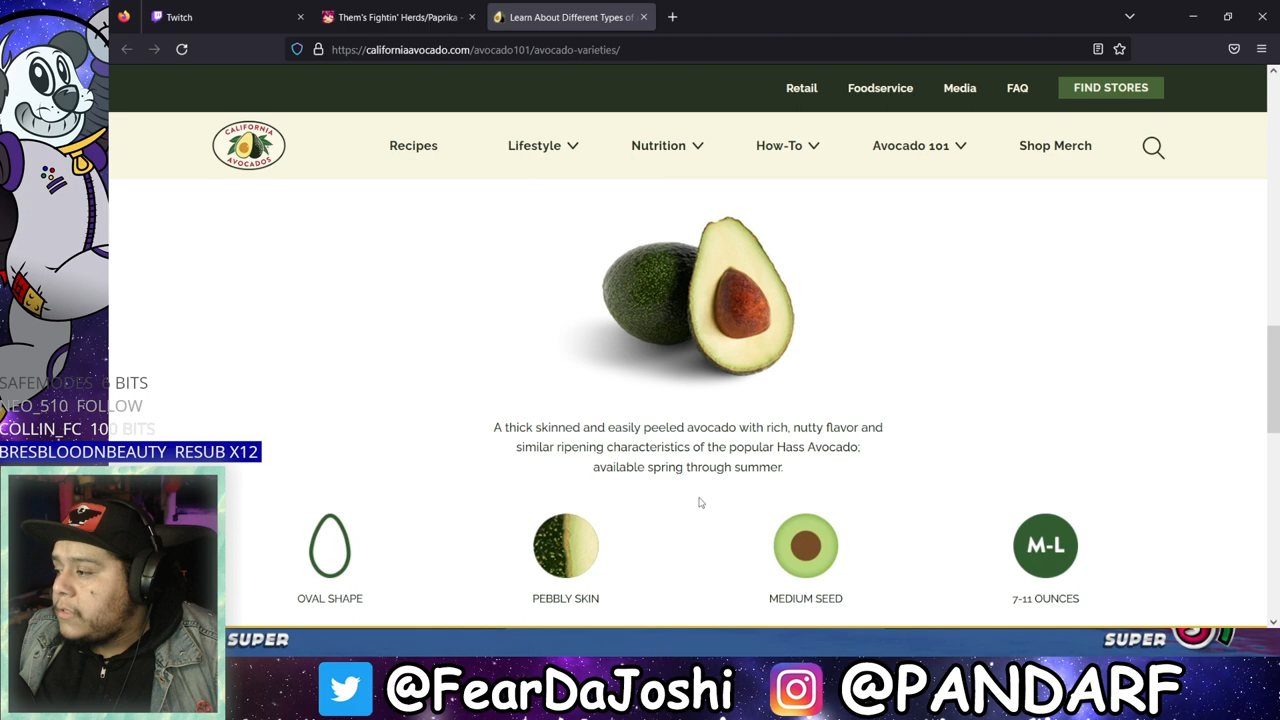 Twitch
Them's Fightin' Herds/Paprika -
Learn About Different Types of
https://californiaavocado.com/avocado101/avocado-varieties/
Retail Foodservice Media FAQ FIND STORES
CALIFORNIA
AVOCADOS
Recipes Lifestyle Nutrition How-To Avocado 101 Shop Merch
A thick skinned and easily peeled avocado with rich, nutty flavor and
similar ripening characteristics of the popular Hass Avocado;
available spring through summer.
M-L
OVAL SHAPE PEBBLY SKIN MEDIUM SEED 7-11 OUNCES
SAFEMODES 6 BITS
NEO_510 FOLLOW
COLLIN_FC 100 BITS
BRESBLOODNBEAUTY RESUB X12
SUPER SUPER
@FearDaJoshi @PANDARF